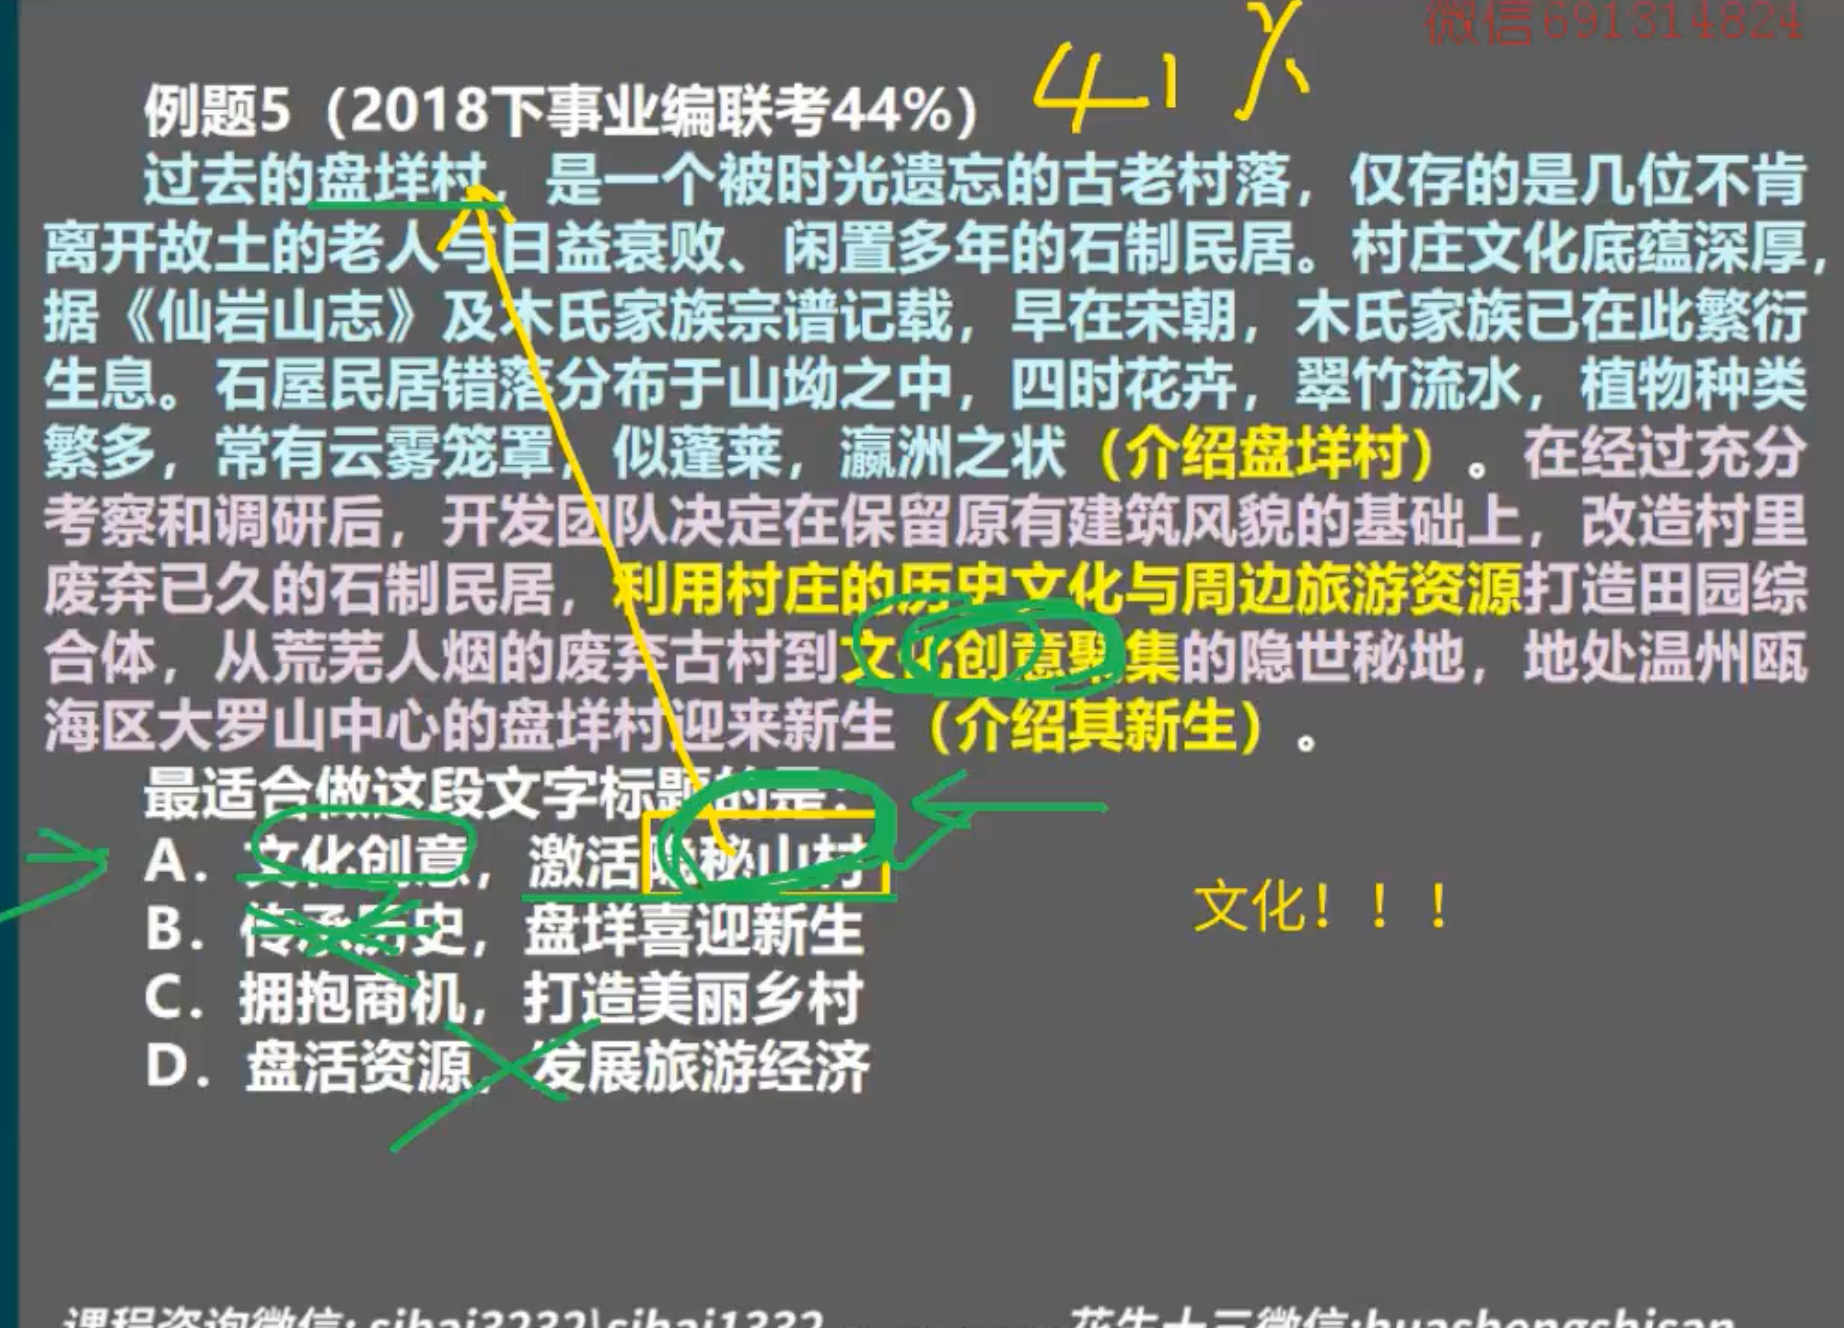 微信691314824
41%
例题5（2018下事业编联考44%）
过去的盘垟村，是一个被时光遗忘的古老村落，仅存的是几位不肯
离开故土的老人与日益衰败、闲置多年的石制民居。村庄文化底蕴深厚，
据《仙岩山志》及木氏家族宗谱记载，早在宋朝，木氏家族已在此繁衍
生息。石屋民居错落分布于山坳之中，四时花卉，翠竹流水，植物种类
繁多，常有云雾笼罩，似蓬莱，瀛洲之状（介绍盘垟村）。在经过充分
考察和调研后，开发团队决定在保留原有建筑风貌的基础上，改造村里
废弃已久的石制民居，利用村庄的历史文化与周边旅游资源打造田园综
合体，从荒芜人烟的废弃古村到文化创意聚集的隐世秘地，地处温州瓯
海区大罗山中心的盘垟村迎来新生（介绍其新生）。
最适合做这段文字标题的是：
A．文化创意，激活隐秘山村
文化！！！
B．传承历史，盘垟喜迎新生
C．拥抱商机，打造美丽乡村
D．盘活资源，发展旅游经济
课程咨询微信: sihai3232\sihai1332
花生十三微信:huashengshisan